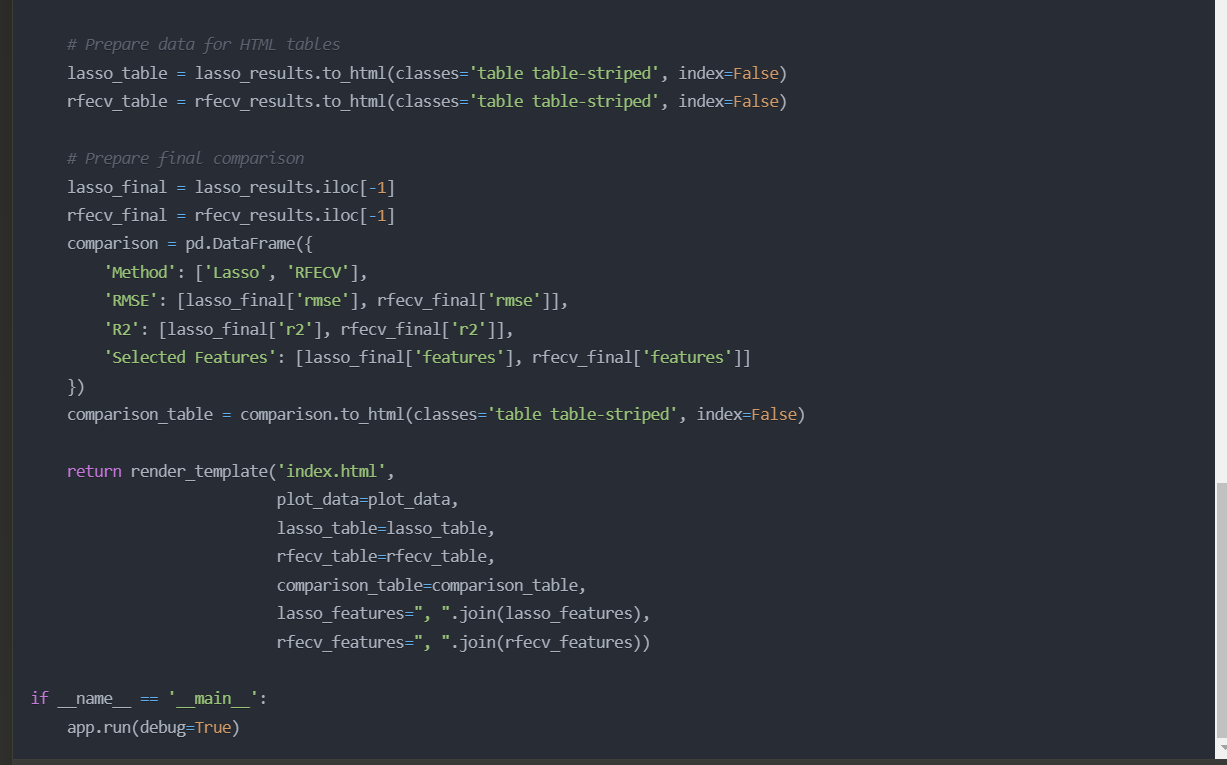 # Prepare data for HTML tables
lasso_table = lasso_results.to_html(classes='table table-striped', index=False)
rfecv_table = rfecv_results.to_html(classes='table table-striped', index=False)
# Prepare final comparison
lasso_final = lasso_results.iloc[-1]
rfecv_final = rfecv_results.iloc[-1]
comparison = pd.DataFrame({
'Method': ['Lasso', 'RFECV'],
'RMSE': [lasso_final['rmse'], rfecv_final['rmse']],
'R2': [lasso_final['r2'], rfecv_final['r2']],
'Selected Features': [lasso_final['features'], rfecv_final['features']]
})
comparison_table = comparison.to_html(classes='table table-striped', index=False)
return render_template('index.html',
plot_data=plot_data,
lasso_table=lasso_table,
rfecv_table=rfecv_table,
comparison_table=comparison_table,
lasso_features=", ".join(lasso_features),
rfecv_features=", ".join(rfecv_features))
if __name__ == '__main__':
app.run(debug=True)